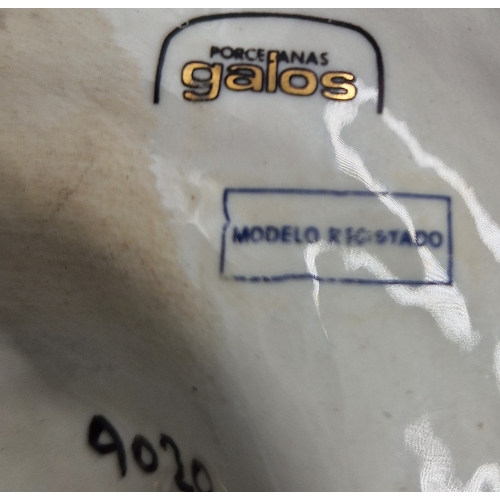 PORCELANAS
galos
MODELO REGISTADO
9020